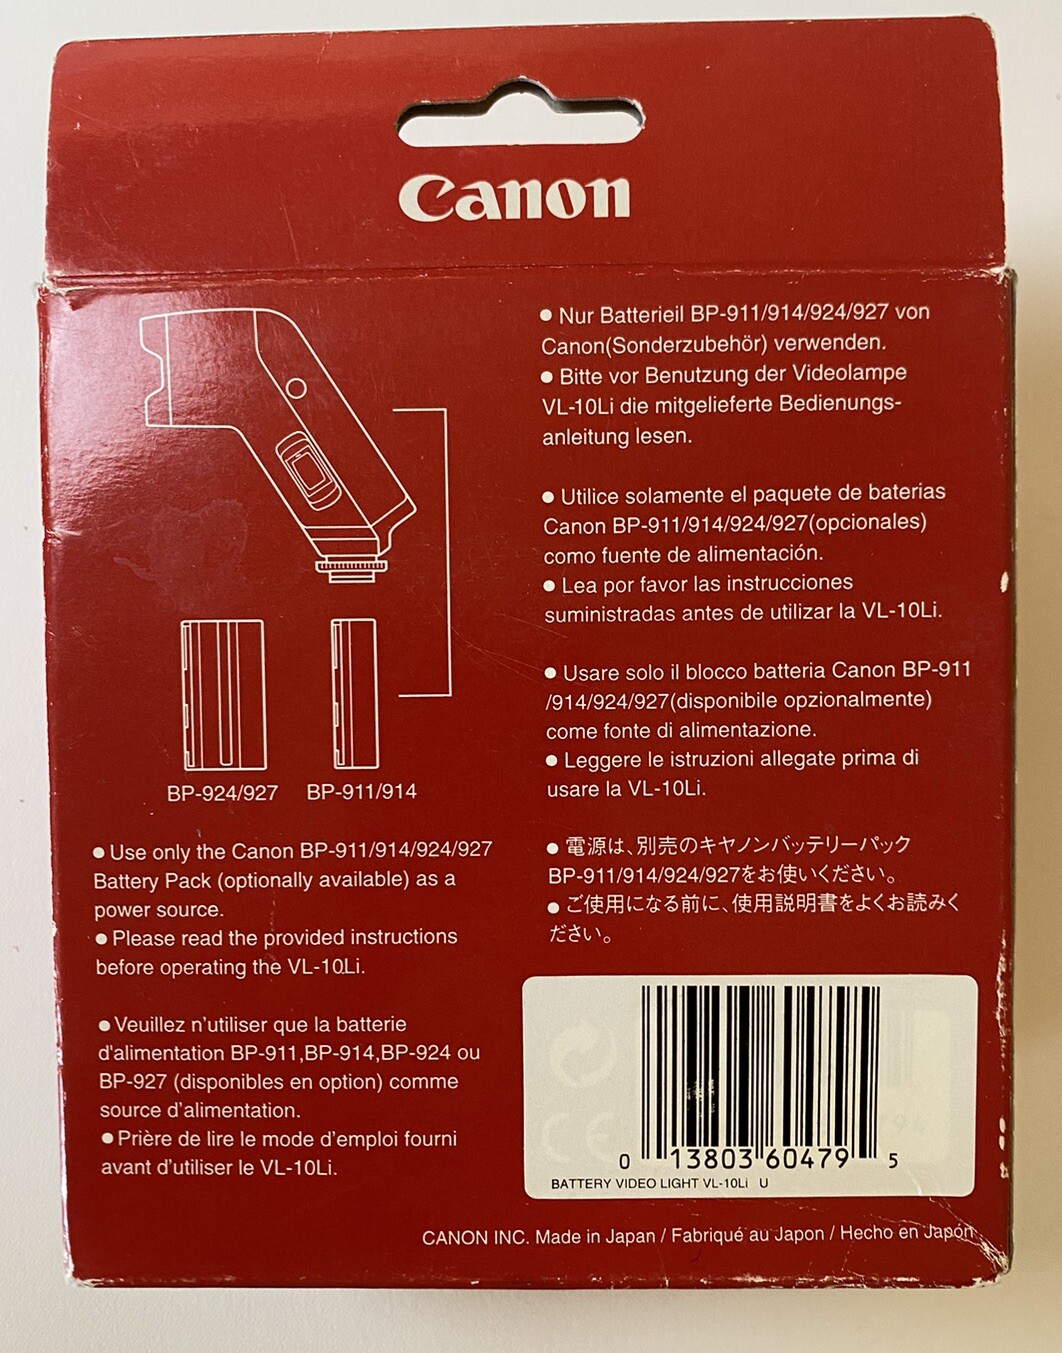 Canon
BP-924/927 BP-911/914
● Use only the Canon BP-911/914/924/927
Battery Pack (optionally available) as a
power source.
● Please read the provided instructions
before operating the VL-10Li.
● Veuillez n'utiliser que la batterie
d'alimentation BP-911,BP-914,BP-924 ou
BP-927 (disponibles en option) comme
source d'alimentation.
● Prière de lire le mode d'emploi fourni
avant d'utiliser le VL-10Li.
● Nur Batterieil BP-911/914/924/927 von
Canon(Sonderzubehör) verwenden.
● Bitte vor Benutzung der Videolampe
VL-10Li die mitgelieferte Bedienungs-
anleitung lesen.
● Utilice solamente el paquete de baterias
Canon BP-911/914/924/927(opcionales)
como fuente de alimentación.
● Lea por favor las instrucciones
suministradas antes de utilizar la VL-10Li.
● Usare solo il blocco batteria Canon BP-911
/914/924/927(disponibile opzionalmente)
come fonte di alimentazione.
● Leggere le istruzioni allegate prima di
usare la VL-10Li.
● 電源は、別売のキヤノンバッテリーパック
BP-911/914/924/927をお使いください。
● ご使用になる前に、使用説明書をよくお読みく
ださい。
0 13803 60479 5
BATTERY VIDEO LIGHT VL-10Li U
CANON INC. Made in Japan / Fabriqué au Japon / Hecho en Japón